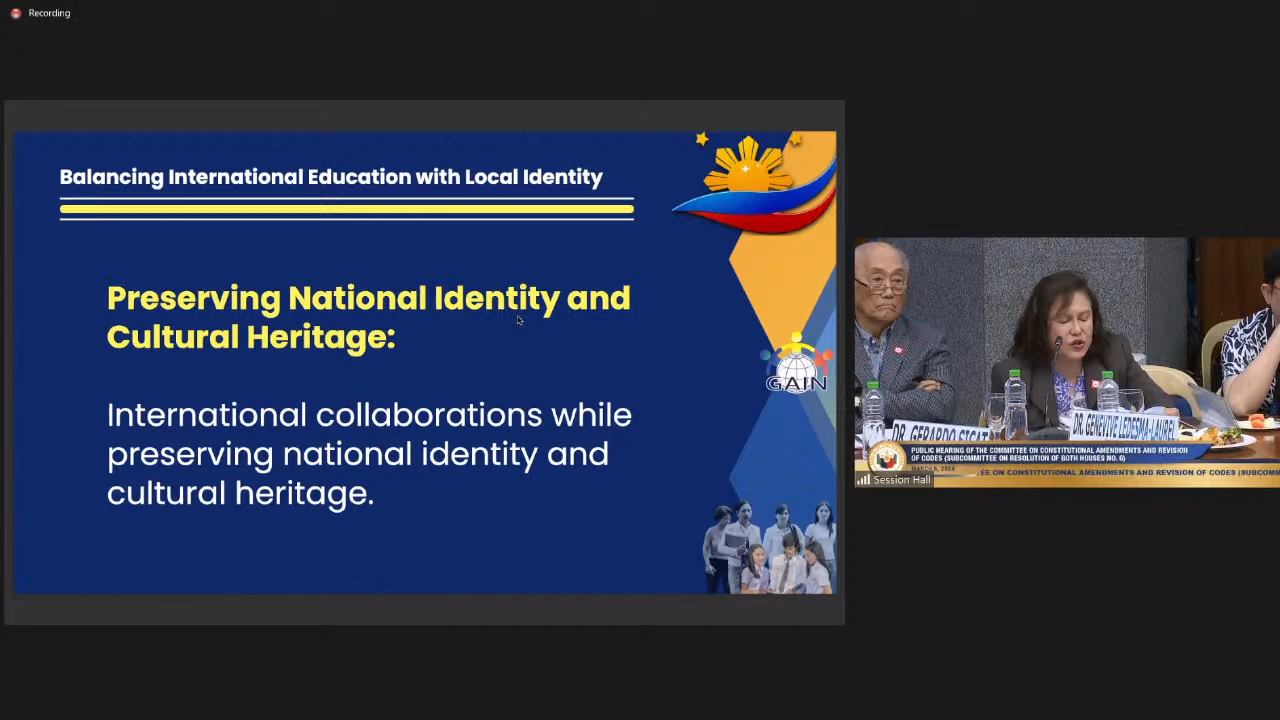 Recording
Balancing International Education with Local Identity
Preserving National Identity and
Cultural Heritage:
International collaborations while
preserving national identity and
cultural heritage.
GAIN
DR. GERARDO SICAT
DR. GENEVIVE LEDESMA-LAUREL
PUBLIC HEARING OF THE COMMITTEE ON CONSTITUTIONAL AMENDMENTS AND REVISION
OF CODES (SUBCOMMITTEE ON RESOLUTION OF BOTH HOUSES NO. 6)
MARCH 5, 2024
EE ON CONSTITUTIONAL AMENDMENTS AND REVISION OF CODES (SUBCOMM
Session Hall